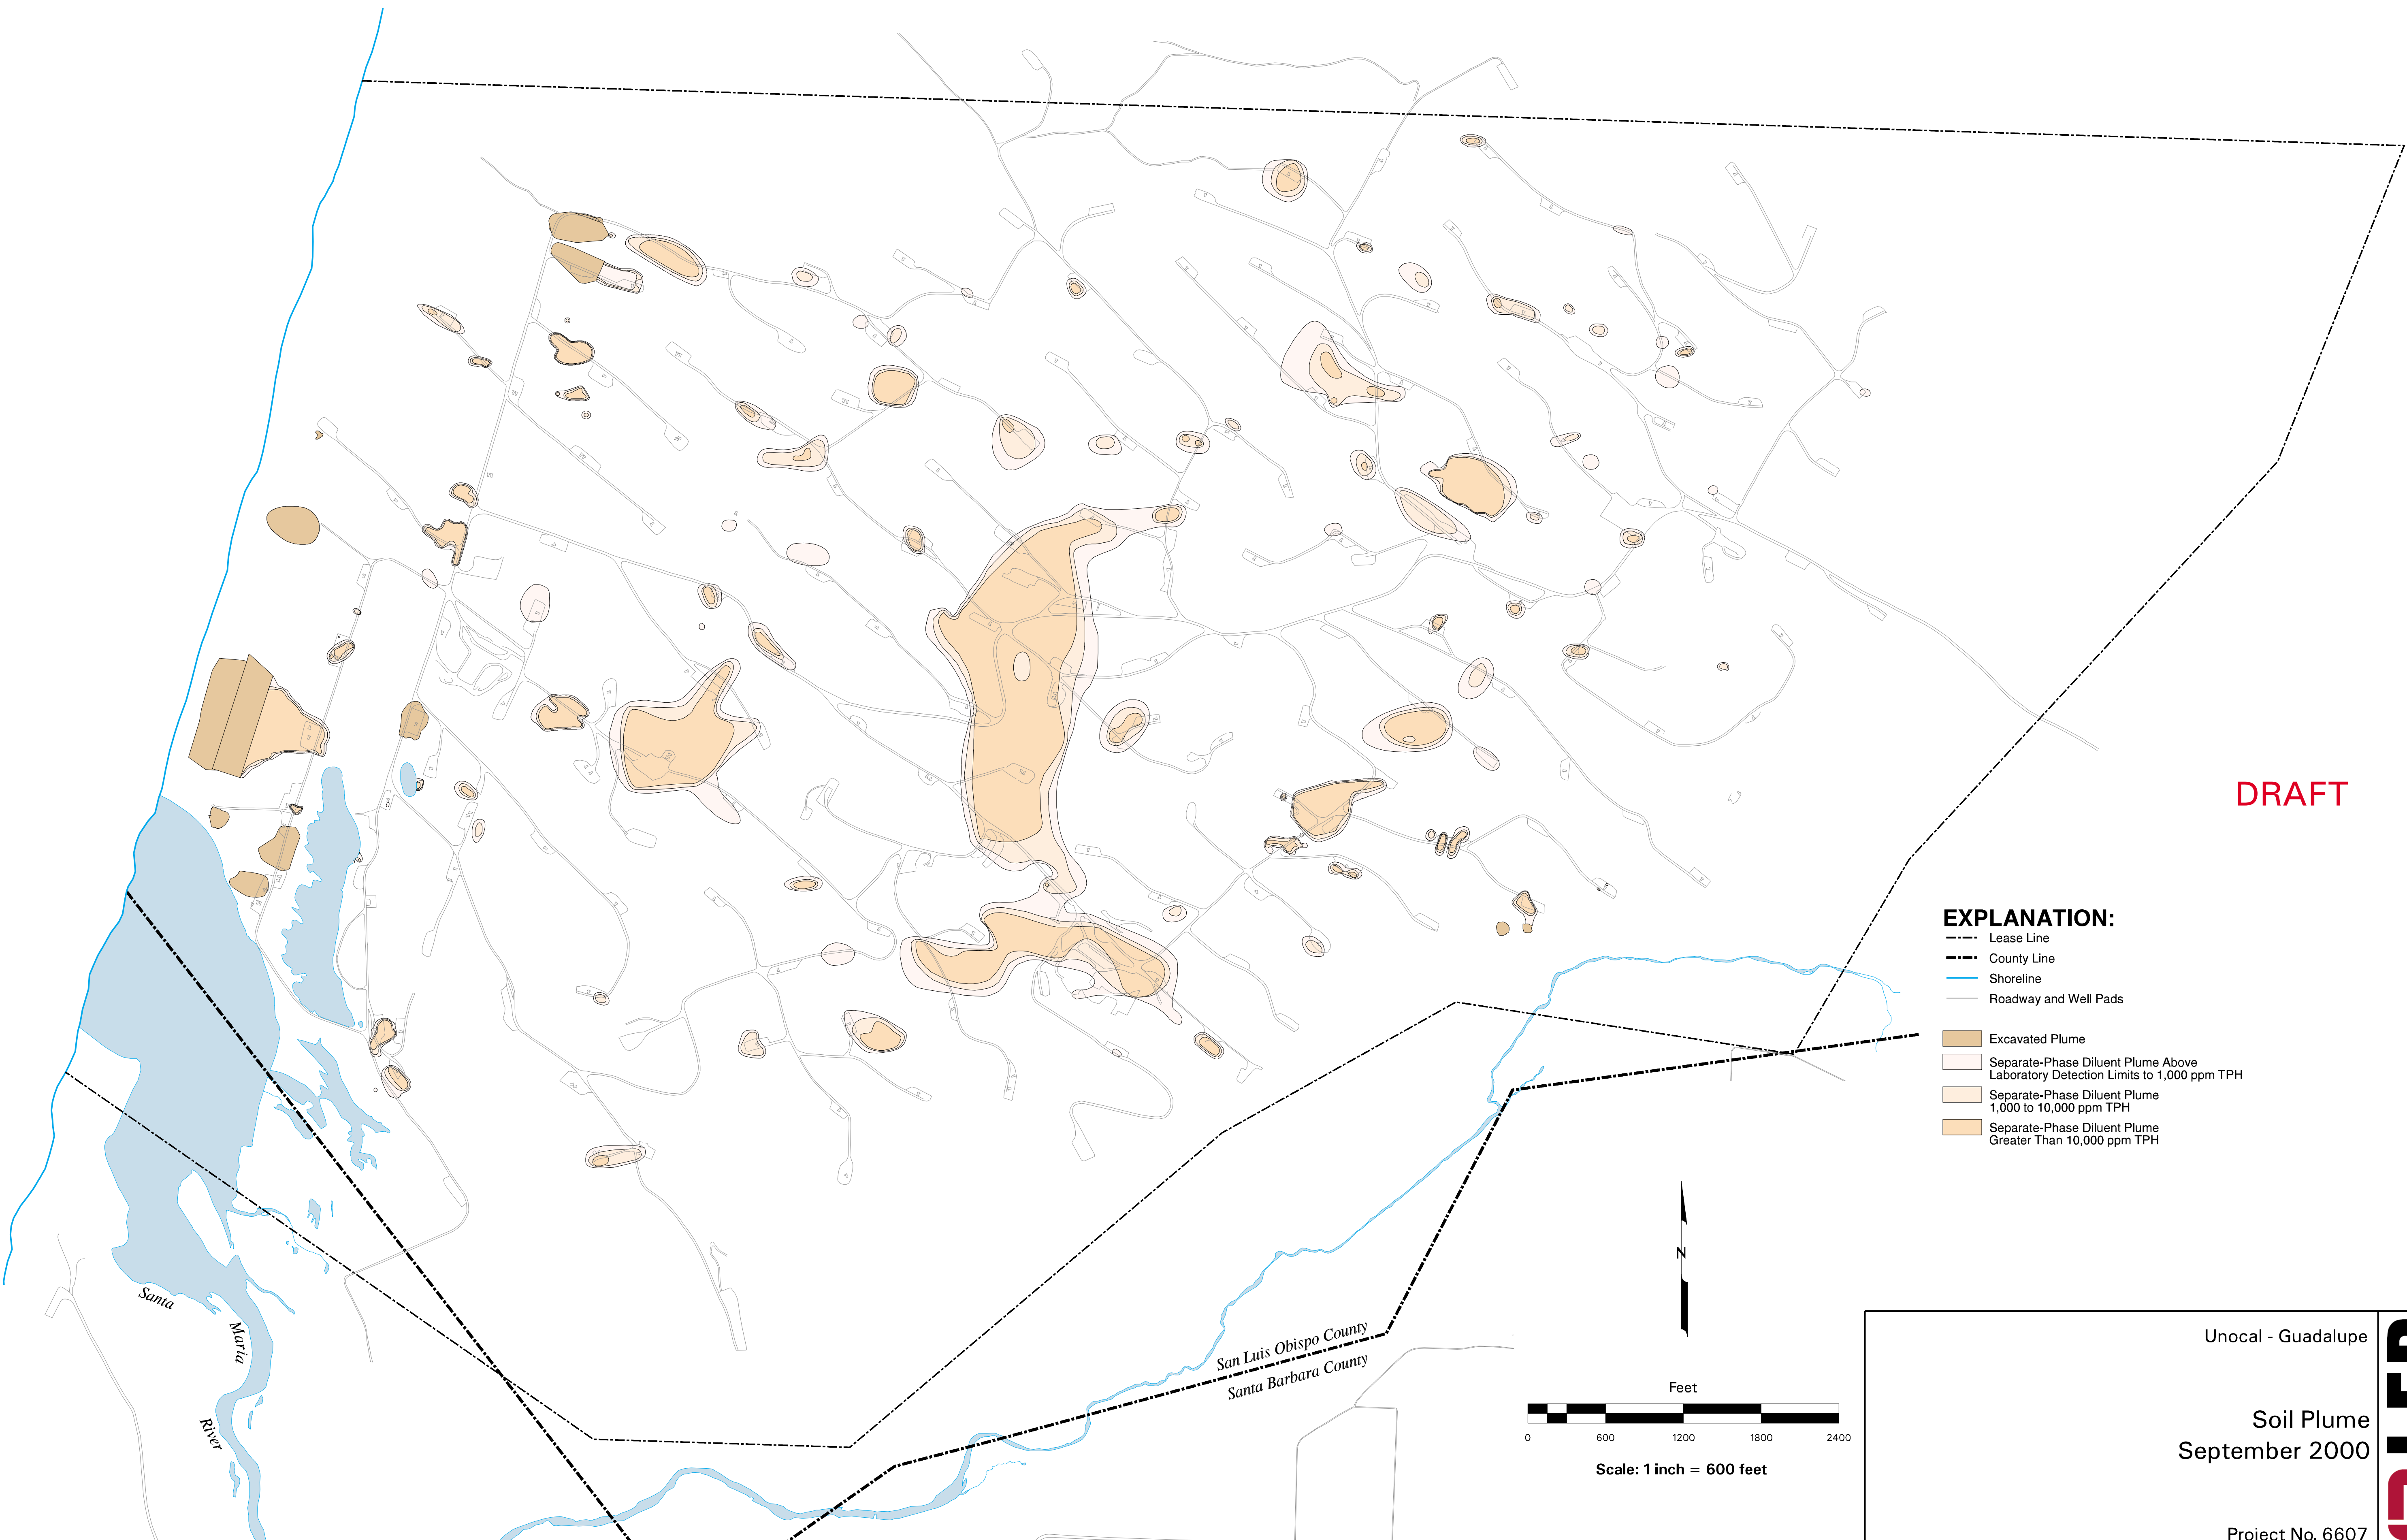 DRAFT
EXPLANATION:
Lease Line
County Line
Shoreline
Roadway and Well Pads
Excavated Plume
Separate-Phase Diluent Plume Above
Laboratory Detection Limits to 1,000 ppm TPH
Separate-Phase Diluent Plume
1,000 to 10,000 ppm TPH
Separate-Phase Diluent Plume
Greater Than 10,000 ppm TPH
N
Santa
Maria
River
San Luis Obispo County
Santa Barbara County
Feet
0 600 1200 1800 2400
Scale: 1 inch = 600 feet
Unocal - Guadalupe
Soil Plume
September 2000
Project No. 6607